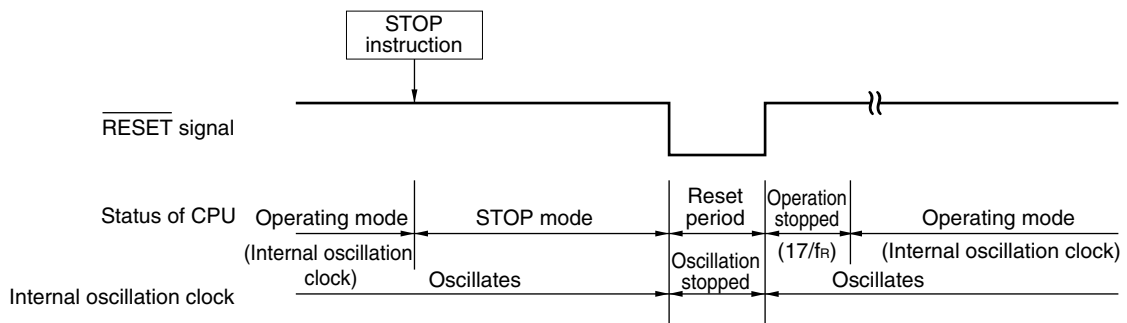 STOP
instruction
RESET signal
Status of CPU
Operating mode
(Internal oscillation
clock)
STOP mode
Reset
period
Operation
stopped
(17/fR)
Operating mode
(Internal oscillation clock)
Internal oscillation clock
Oscillates
Oscillation
stopped
Oscillates